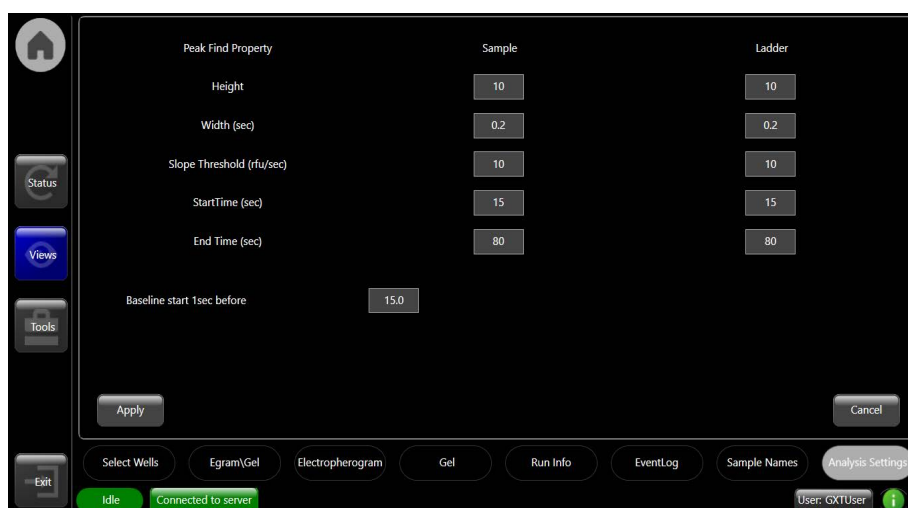 Peak Find Property Sample Ladder
Height 10 10
Width (sec) 0.2 0.2
Slope Threshold (rfu/sec) 10 10
StartTime (sec) 15 15
End Time (sec) 80 80
Baseline start 1sec before 15.0
Status
Views
Tools
Apply Cancel
Select Wells Egram\Gel Electropherogram Gel Run Info EventLog Sample Names Analysis Settings
Exit
Idle Connected to server User: GXTUser i